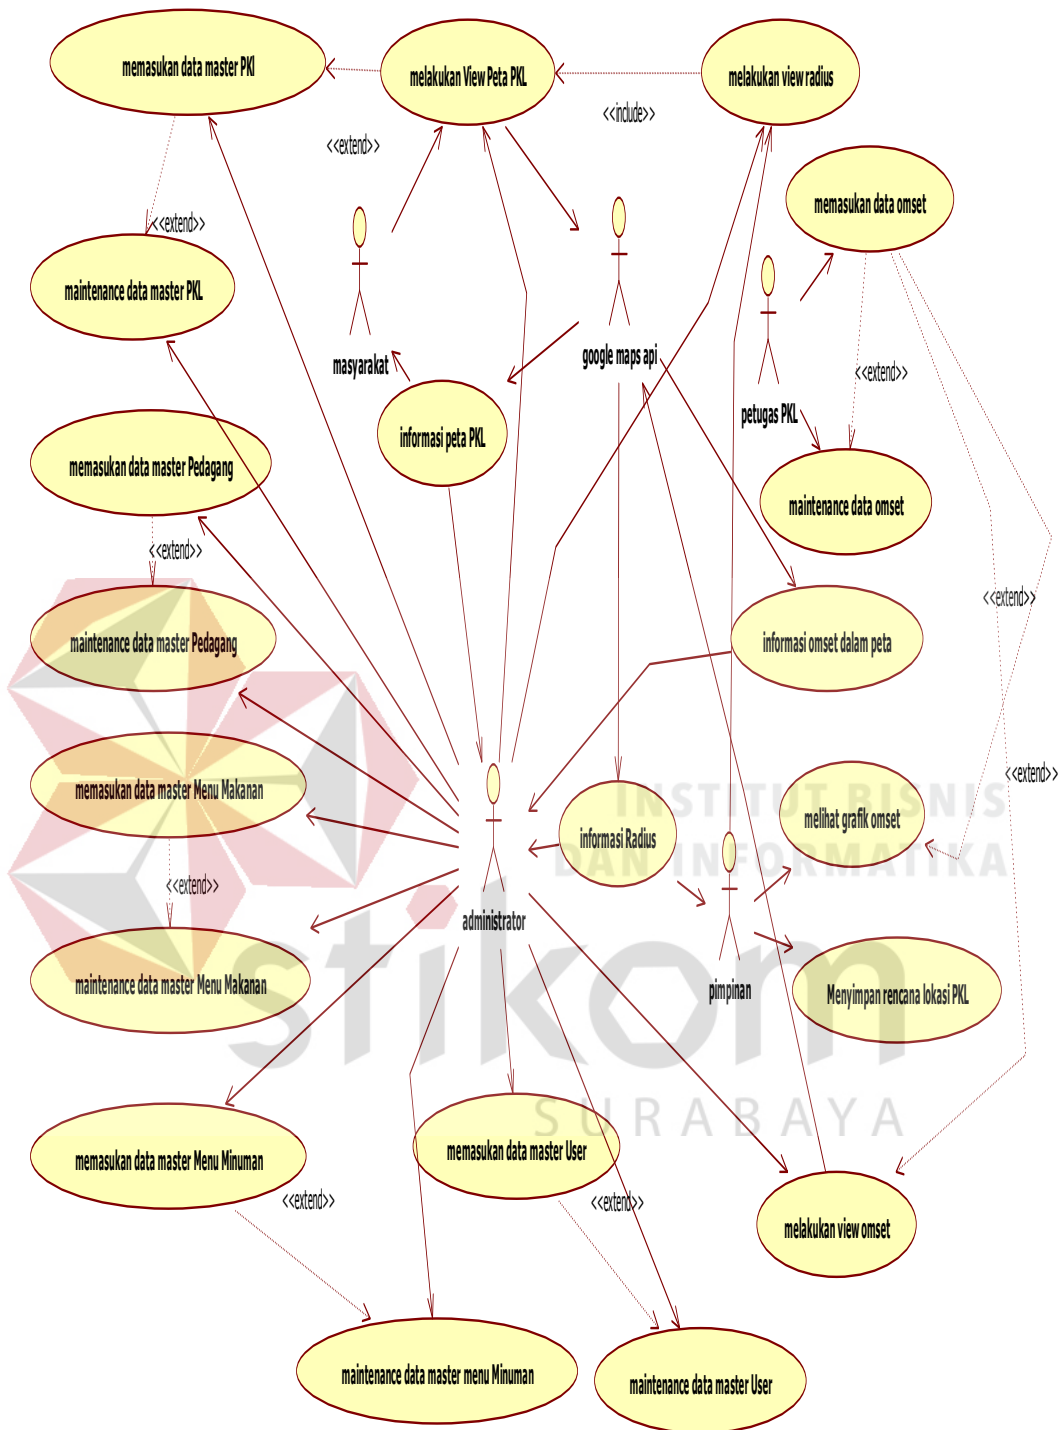 memasukan data master PKl
melakukan View Peta PKL
melakukan view radius
<<include>>
<<extend>>
memasukan data omset
<<extend>>
maintenance data master PKL
masyarakat
google maps api
petugas PKL
<<extend>>
informasi peta PKL
memasukan data master Pedagang
maintenance data omset
<<extend>>
<<extend>>
maintenance data master Pedagang
informasi omset dalam peta
<<extend>>
memasukan data master Menu Makanan
INSTITUT BISNIS
DAN INFORMATIKA
melihat grafik omset
informasi Radius
<<extend>>
administrator
stikom
maintenance data master Menu Makanan
pimpinan
Menyimpan rencana lokasi PKL
SURABAYA
memasukan data master Menu Minuman
memasukan data master User
<<extend>>
<<extend>>
melakukan view omset
maintenance data master menu Minuman
maintenance data master User